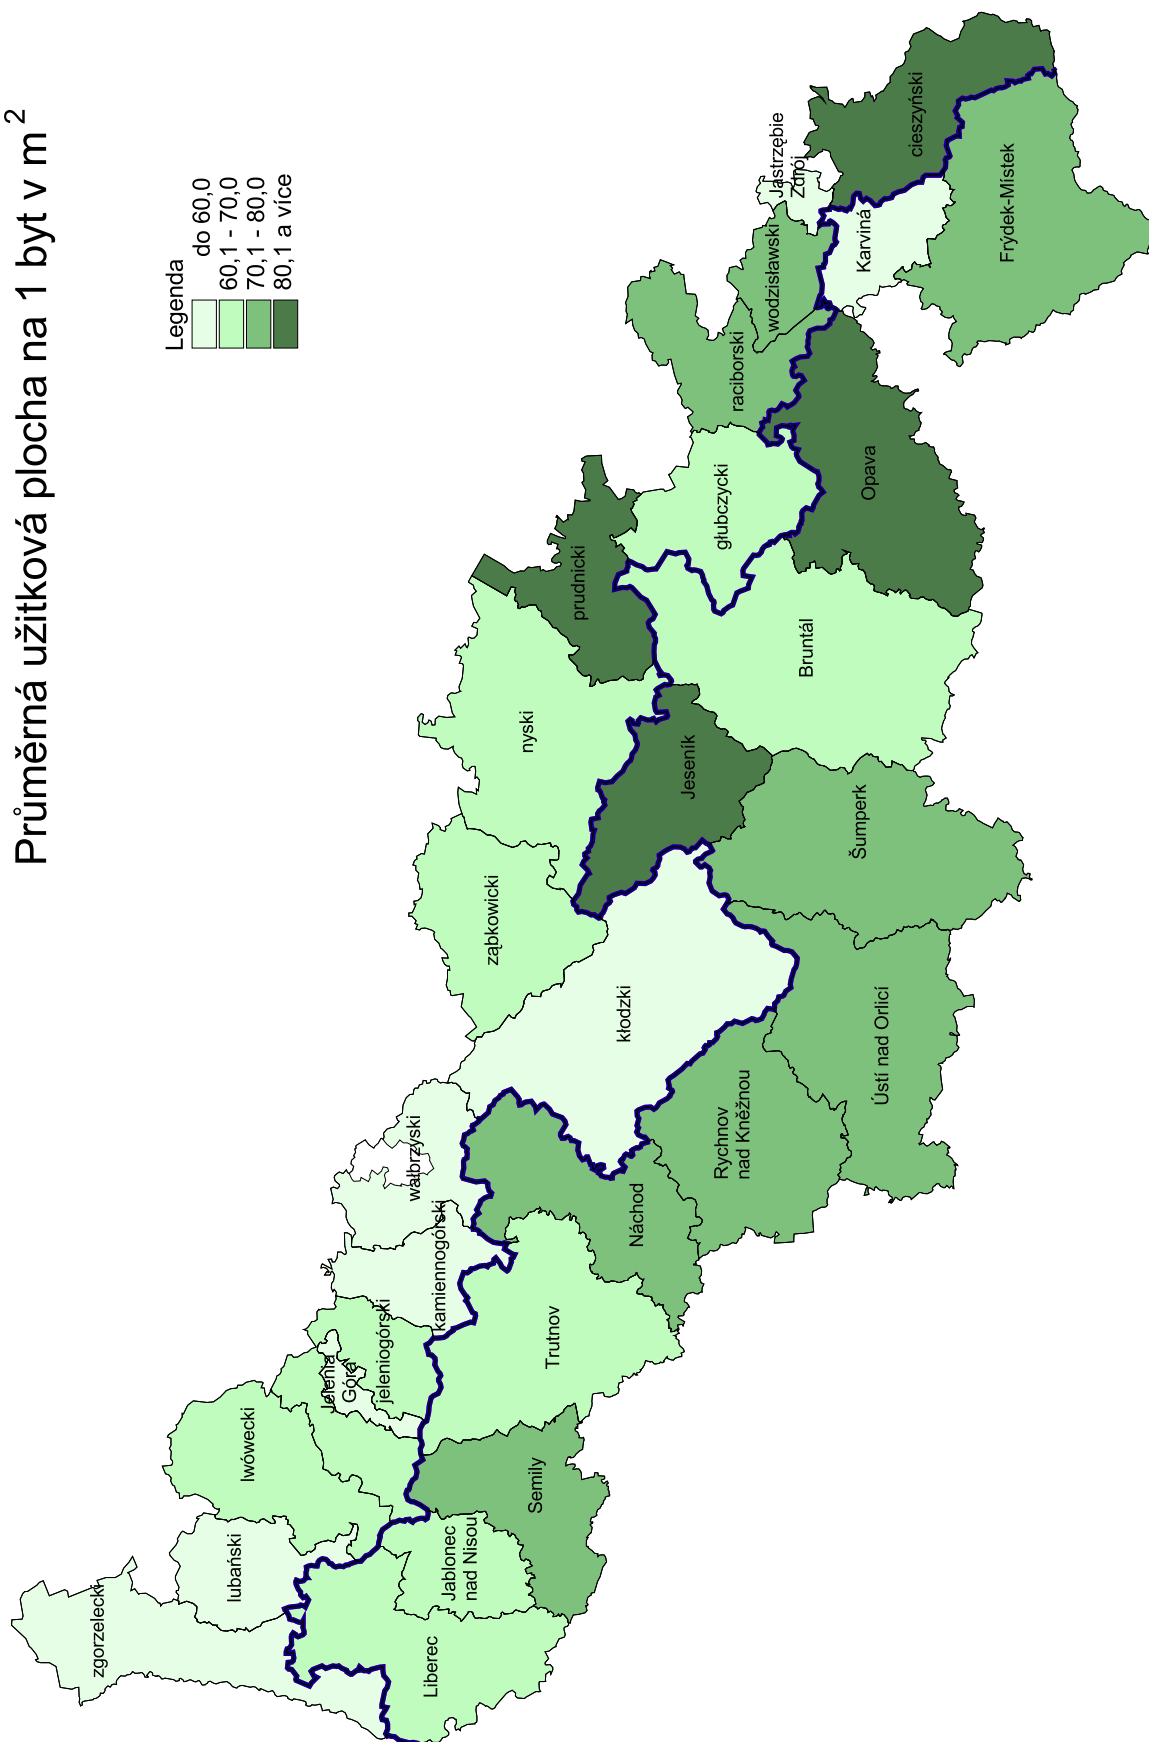 Průměrná užitková plocha na 1 byt v m²
Legenda
do 60,0
60,1 - 70,0
70,1 - 80,0
80,1 a více
zgorzelecki
lubański
lwówecki
Jelenia
Góra
jeleniogórski
kamiennogórski
wałbrzyski
Liberec
Jablonec
nad Nisou
Semily
Trutnov
Náchod
Rychnov
nad Kněžnou
Ústí nad Orlicí
kłodzki
ząbkowicki
nyski
Jeseník
Šumperk
prudnicki
Bruntál
głubczycki
Opava
raciborski
wodzisławski
Jastrzębie
Zdrój
Karviná
cieszyński
Frýdek-Místek